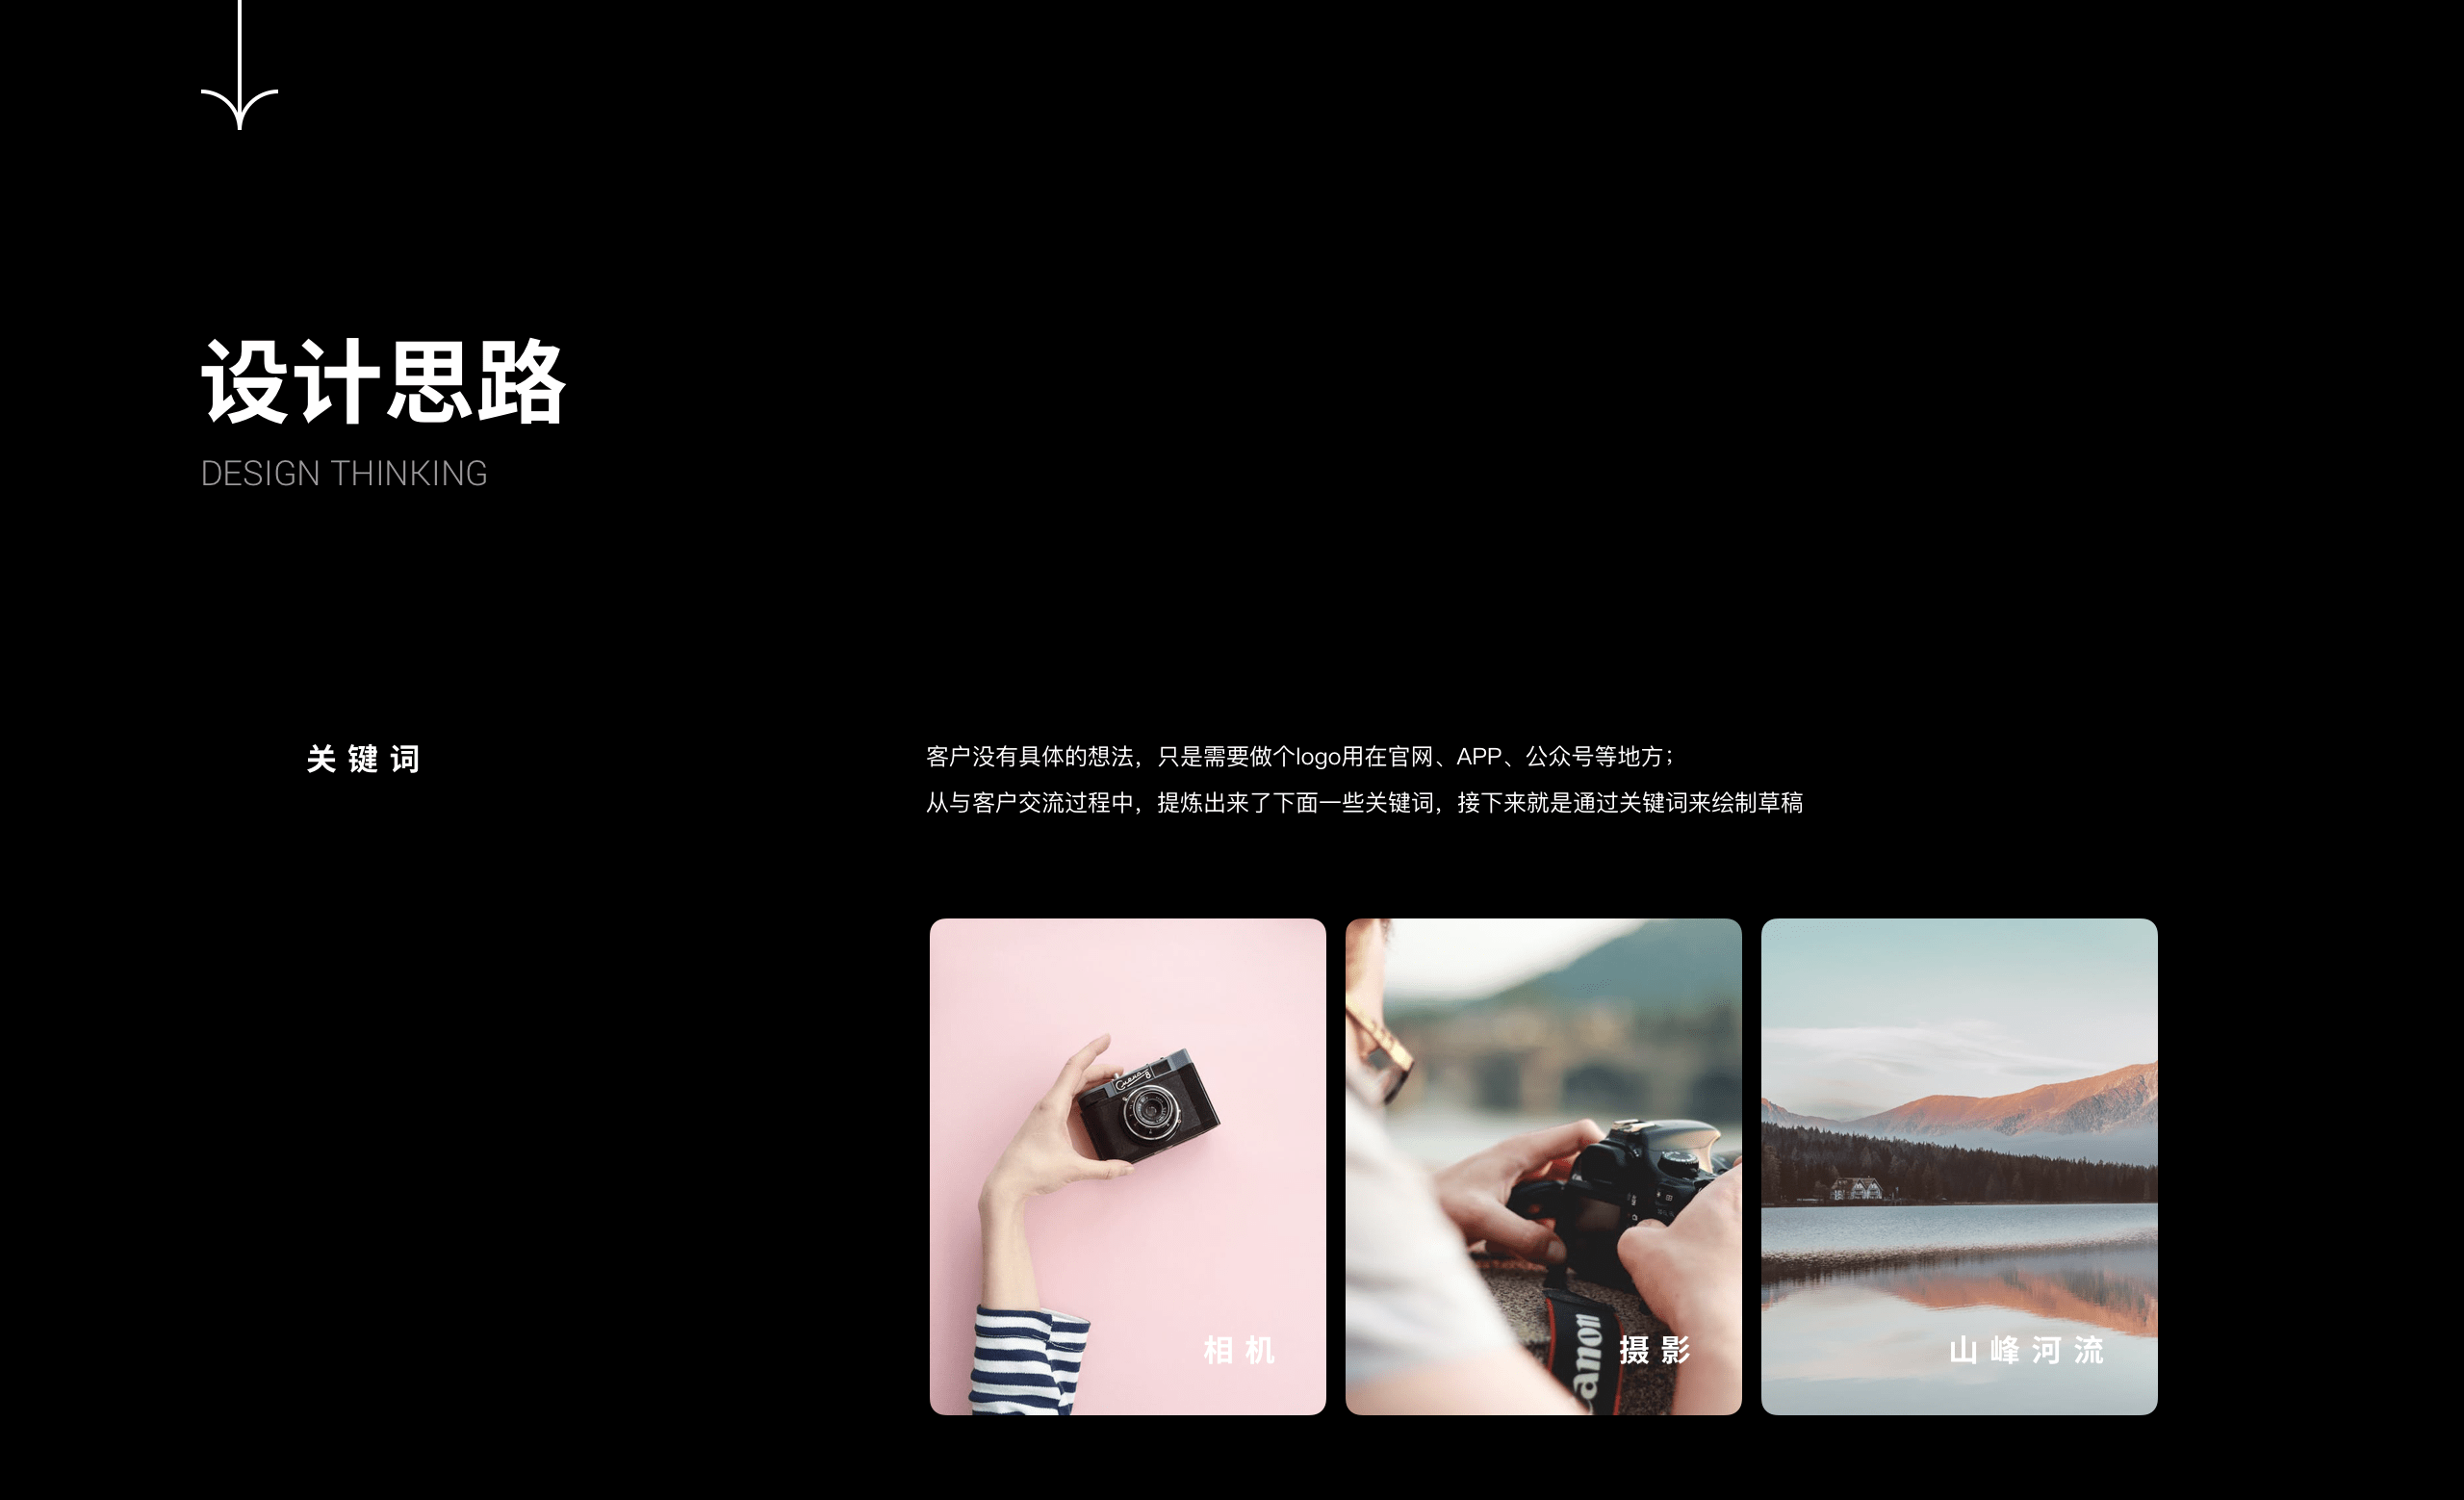 设计思路
DESIGN THINKING
关键词
客户没有具体的想法，只是需要做个logo用在官网、APP、公众号等地方；
从与客户交流过程中，提炼出来了下面一些关键词，接下来就是通过关键词来绘制草稿
相机
摄影
anon
山峰河流